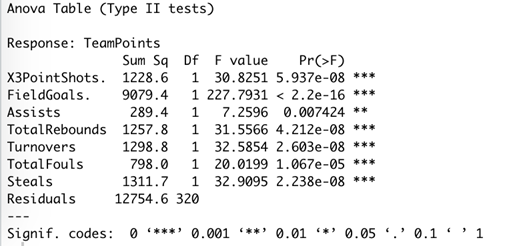 Anova Table (Type II tests)
Response: TeamPoints
Sum Sq Df F value Pr(>F)
X3PointShots. 1228.6 1 30.8251 5.937e-08 ***
FieldGoals. 9079.4 1 227.7931 < 2.2e-16 ***
Assists 289.4 1 7.2596 0.007424 **
TotalRebounds 1257.8 1 31.5566 4.212e-08 ***
Turnovers 1298.8 1 32.5854 2.603e-08 ***
TotalFouls 798.0 1 20.0199 1.067e-05 ***
Steals 1311.7 1 32.9095 2.238e-08 ***
Residuals 12754.6 320
---
Signif. codes: 0 ‘***’ 0.001 ‘**’ 0.01 ‘*’ 0.05 ‘.’ 0.1 ‘ ’ 1